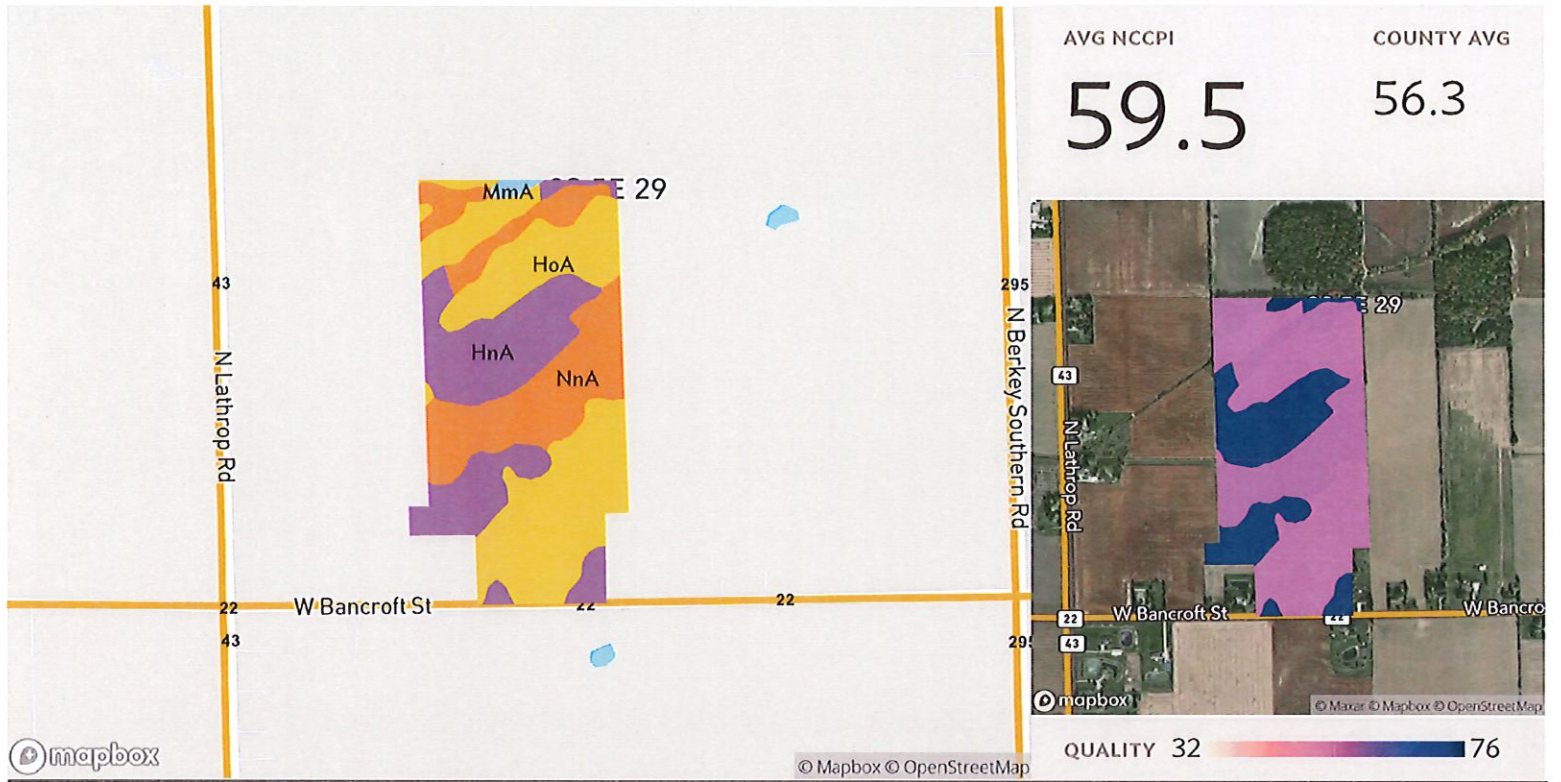 MmA
E 29
HoA
HnA
NnA
43
N Lathrop Rd
295
N Berkey Southern Rd
22
W Bancroft St
22
22
43
295
mapbox
© Mapbox © OpenStreetMap
AVG NCCPI
59.5
COUNTY AVG
56.3
E 29
43
N Lathrop Rd
22
W Bancroft St
22
W Bancro
43
mapbox
© Maxar © Mapbox © OpenStreetMap
QUALITY 32
76